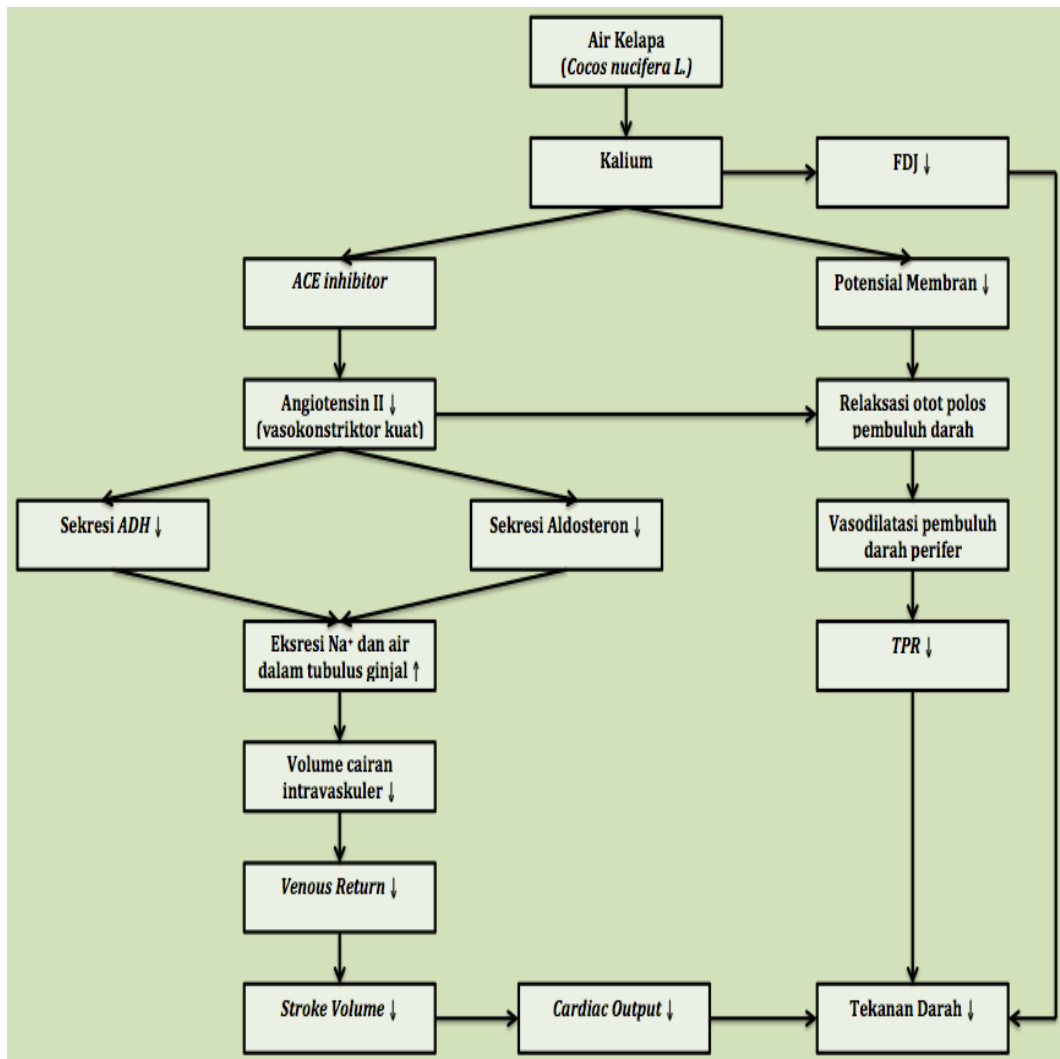 Air Kelapa
(Cocos nucifera L.)
Kalium
FDJ ↓
ACE inhibitor
Potensial Membran ↓
Angiotensin II ↓
(vasokonstriktor kuat)
Relaksasi otot polos
pembuluh darah
Sekresi ADH ↓
Sekresi Aldosteron ↓
Vasodilatasi pembuluh
darah perifer
Eksresi Na⁺ dan air
dalam tubulus ginjal ↑
TPR ↓
Volume cairan
intravaskuler ↓
Venous Return ↓
Stroke Volume ↓
Cardiac Output ↓
Tekanan Darah ↓